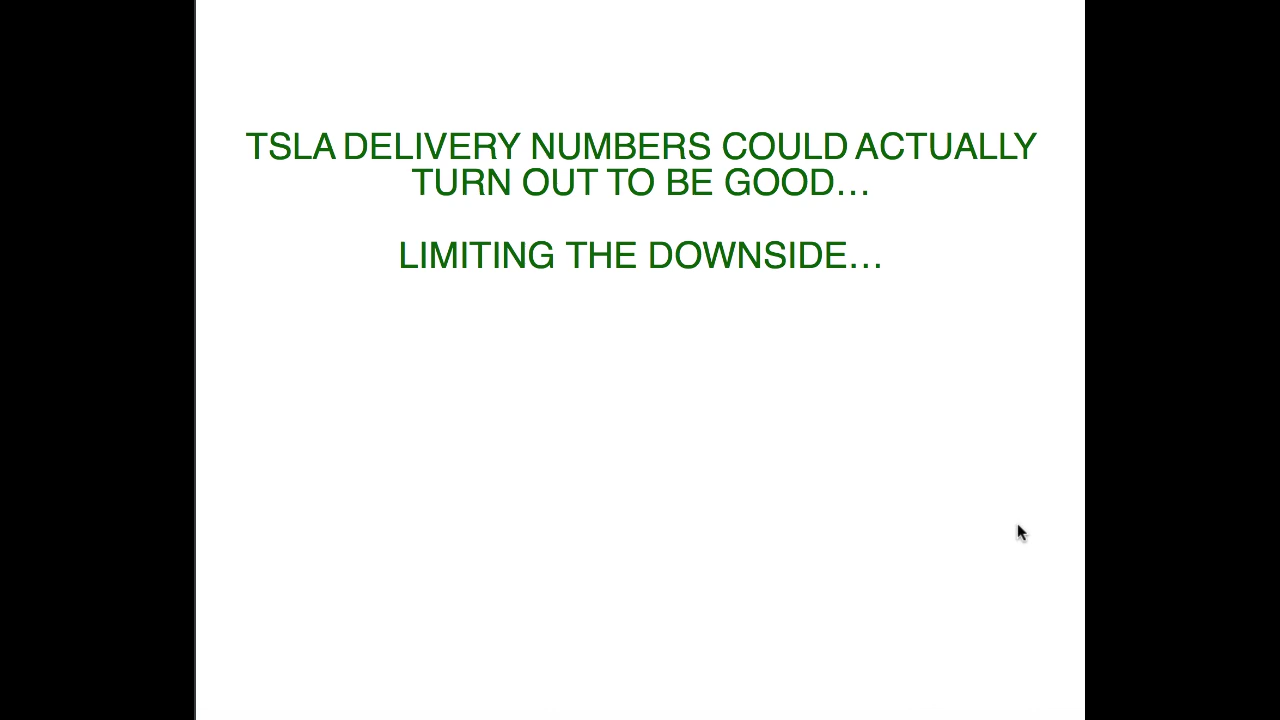 TSLA DELIVERY NUMBERS COULD ACTUALLY
TURN OUT TO BE GOOD…
LIMITING THE DOWNSIDE…